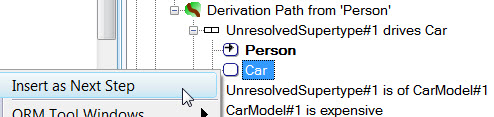 Derivation Path from 'Person'
UnresolvedSupertype#1 drives Car
Person
Car
Insert as Next Step
UnresolvedSupertype#1 is of CarModel#1
ORM Tool Windows
CarModel#1 is expensive